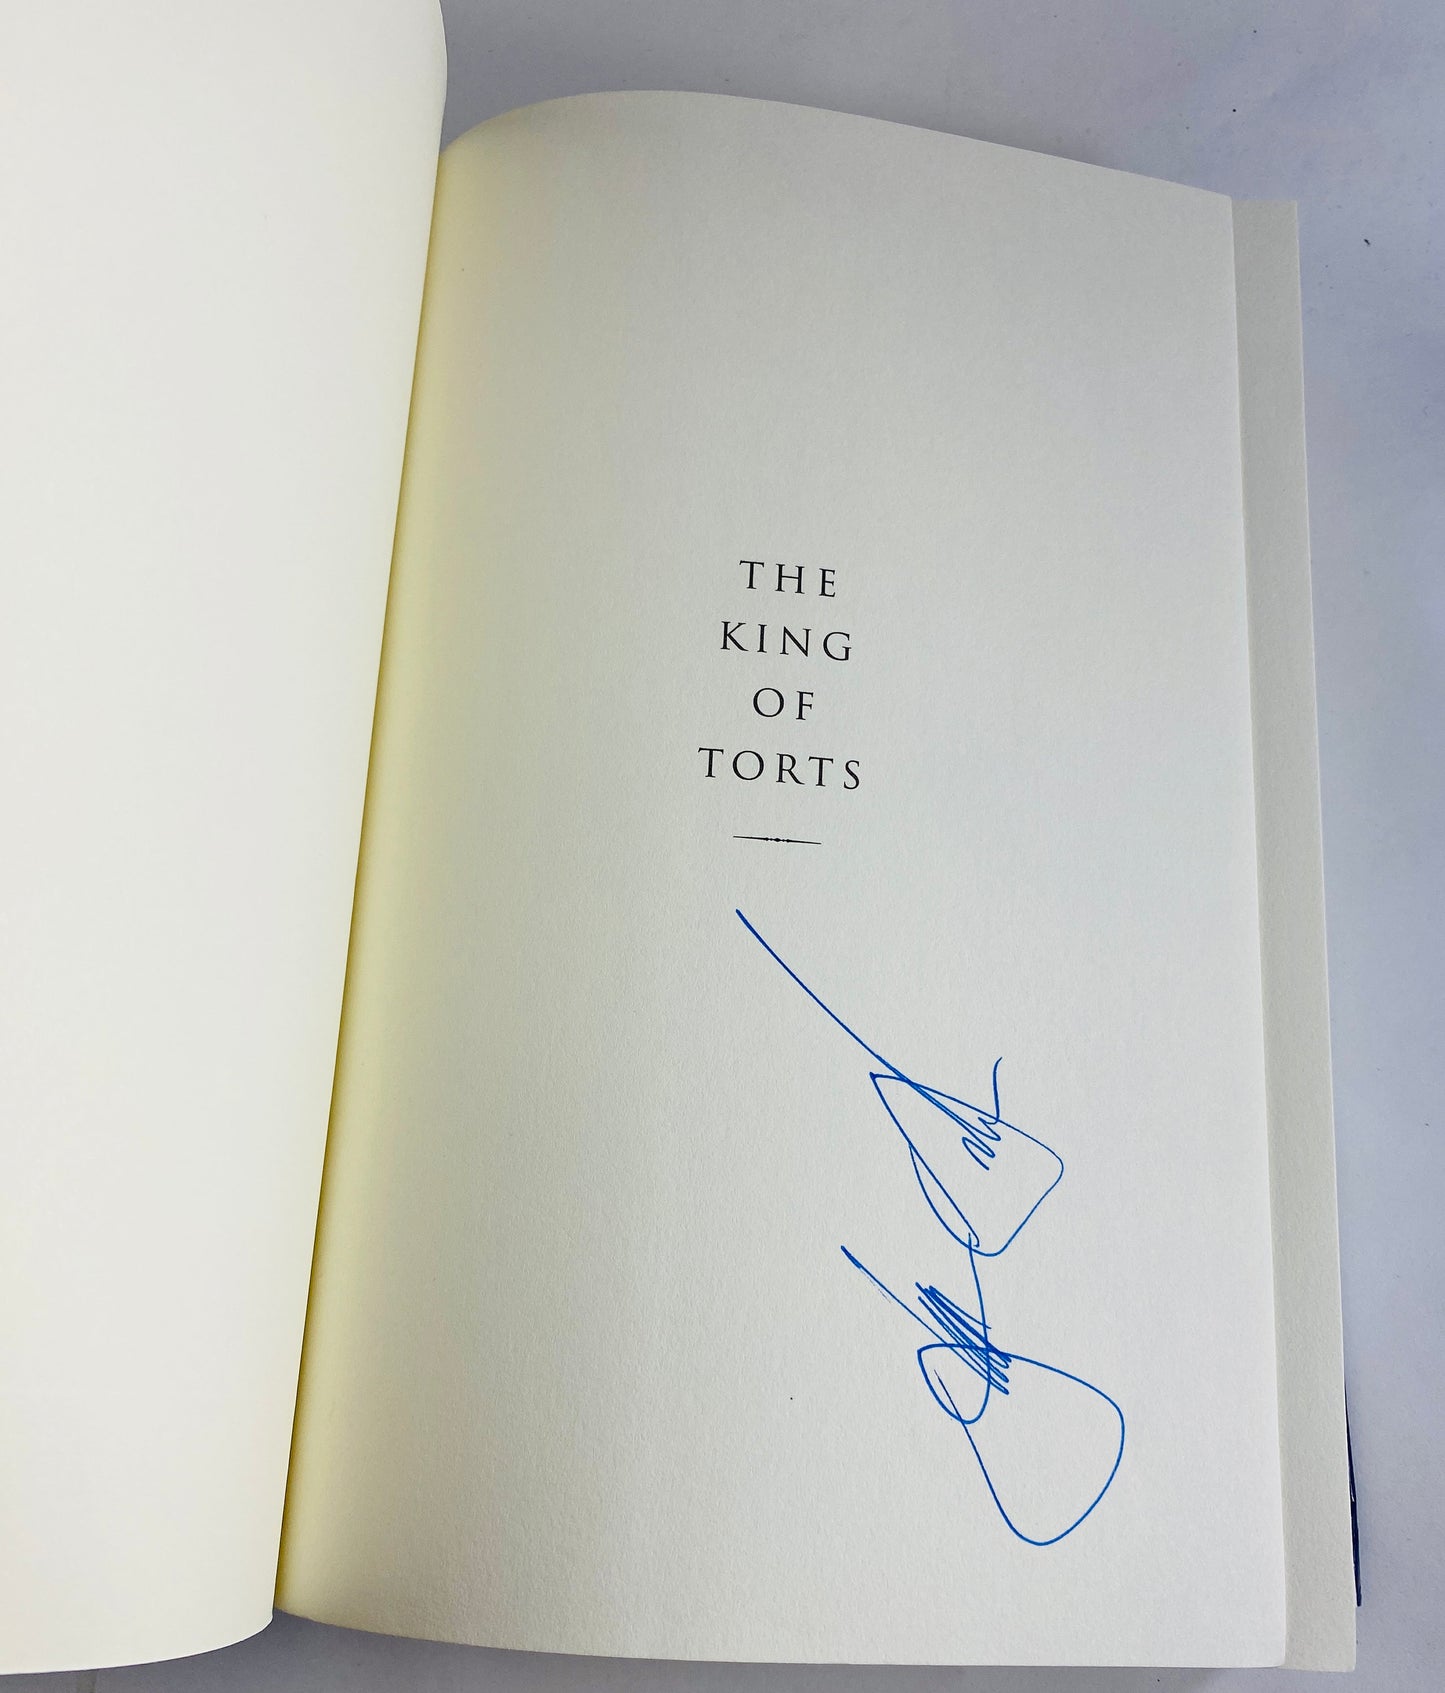 THE
KING
OF
TORTS